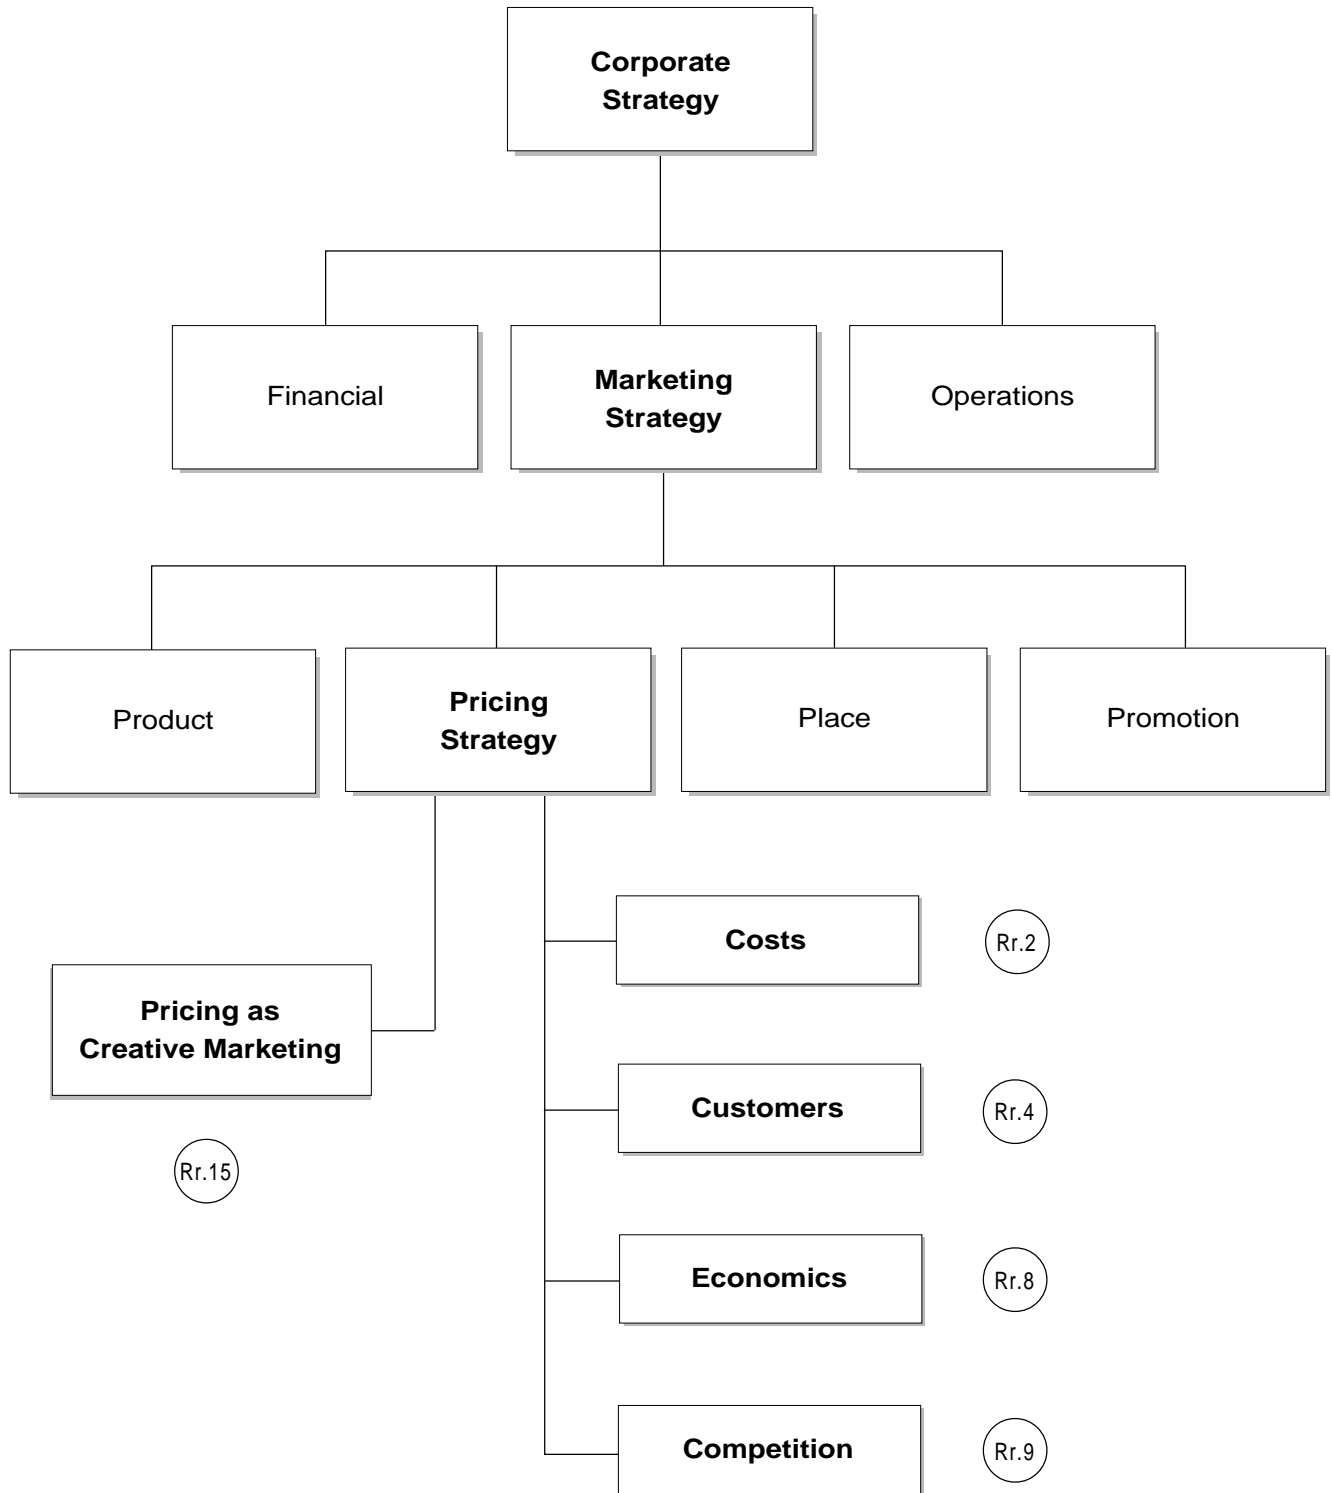 Corporate
Strategy
Financial
Marketing
Strategy
Operations
Product
Pricing
Strategy
Place
Promotion
Costs
Rr.2
Pricing as
Creative Marketing
Customers
Rr.4
Rr.15
Economics
Rr.8
Competition
Rr.9